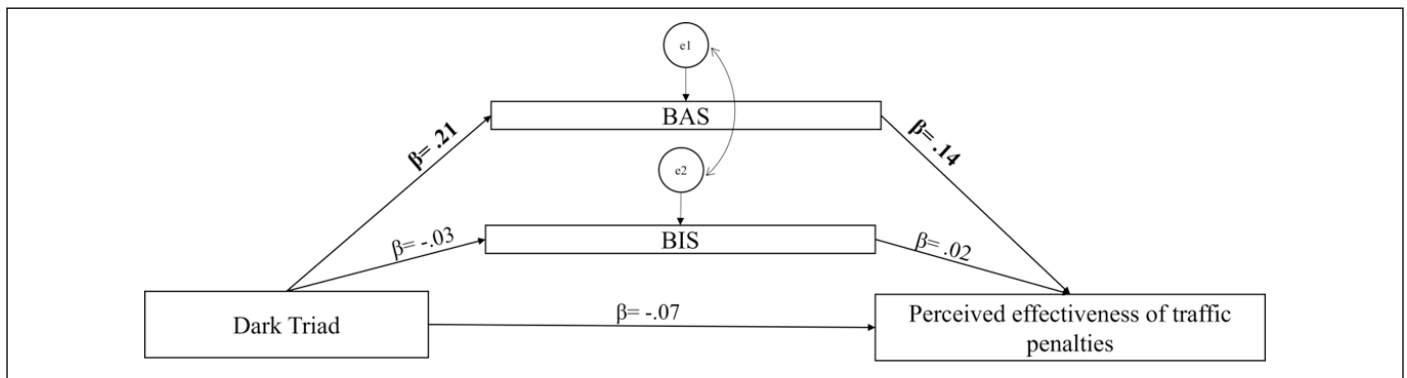 e1
BAS
β= .21
β= .14
e2
β= -.03
BIS
β= .02
Dark Triad
β= -.07
Perceived effectiveness of traffic
penalties